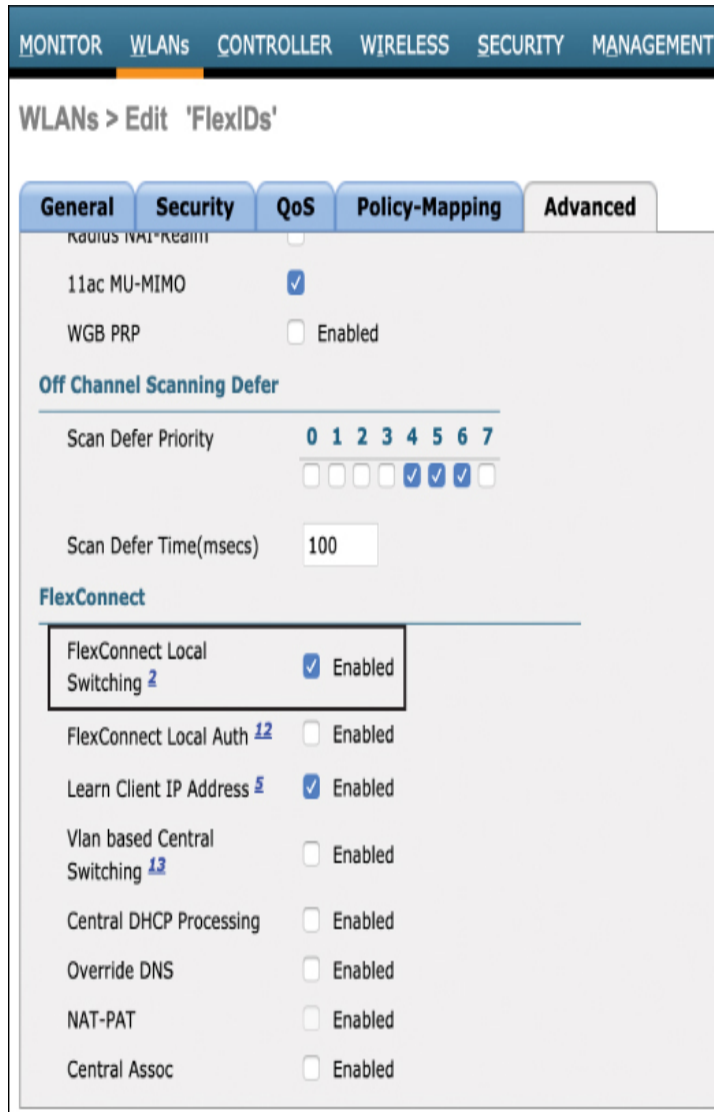 MONITOR WLANs CONTROLLER WIRELESS SECURITY MANAGEMENT
WLANs > Edit 'FlexIDs'
General Security QoS Policy-Mapping Advanced
Radius NAI-Realm
11ac MU-MIMO
WGB PRP Enabled
Off Channel Scanning Defer
Scan Defer Priority 0 1 2 3 4 5 6 7
Scan Defer Time(msecs) 100
FlexConnect
FlexConnect Local
Switching 2 Enabled
FlexConnect Local Auth 12 Enabled
Learn Client IP Address 5 Enabled
Vlan based Central
Switching 13 Enabled
Central DHCP Processing Enabled
Override DNS Enabled
NAT-PAT Enabled
Central Assoc Enabled